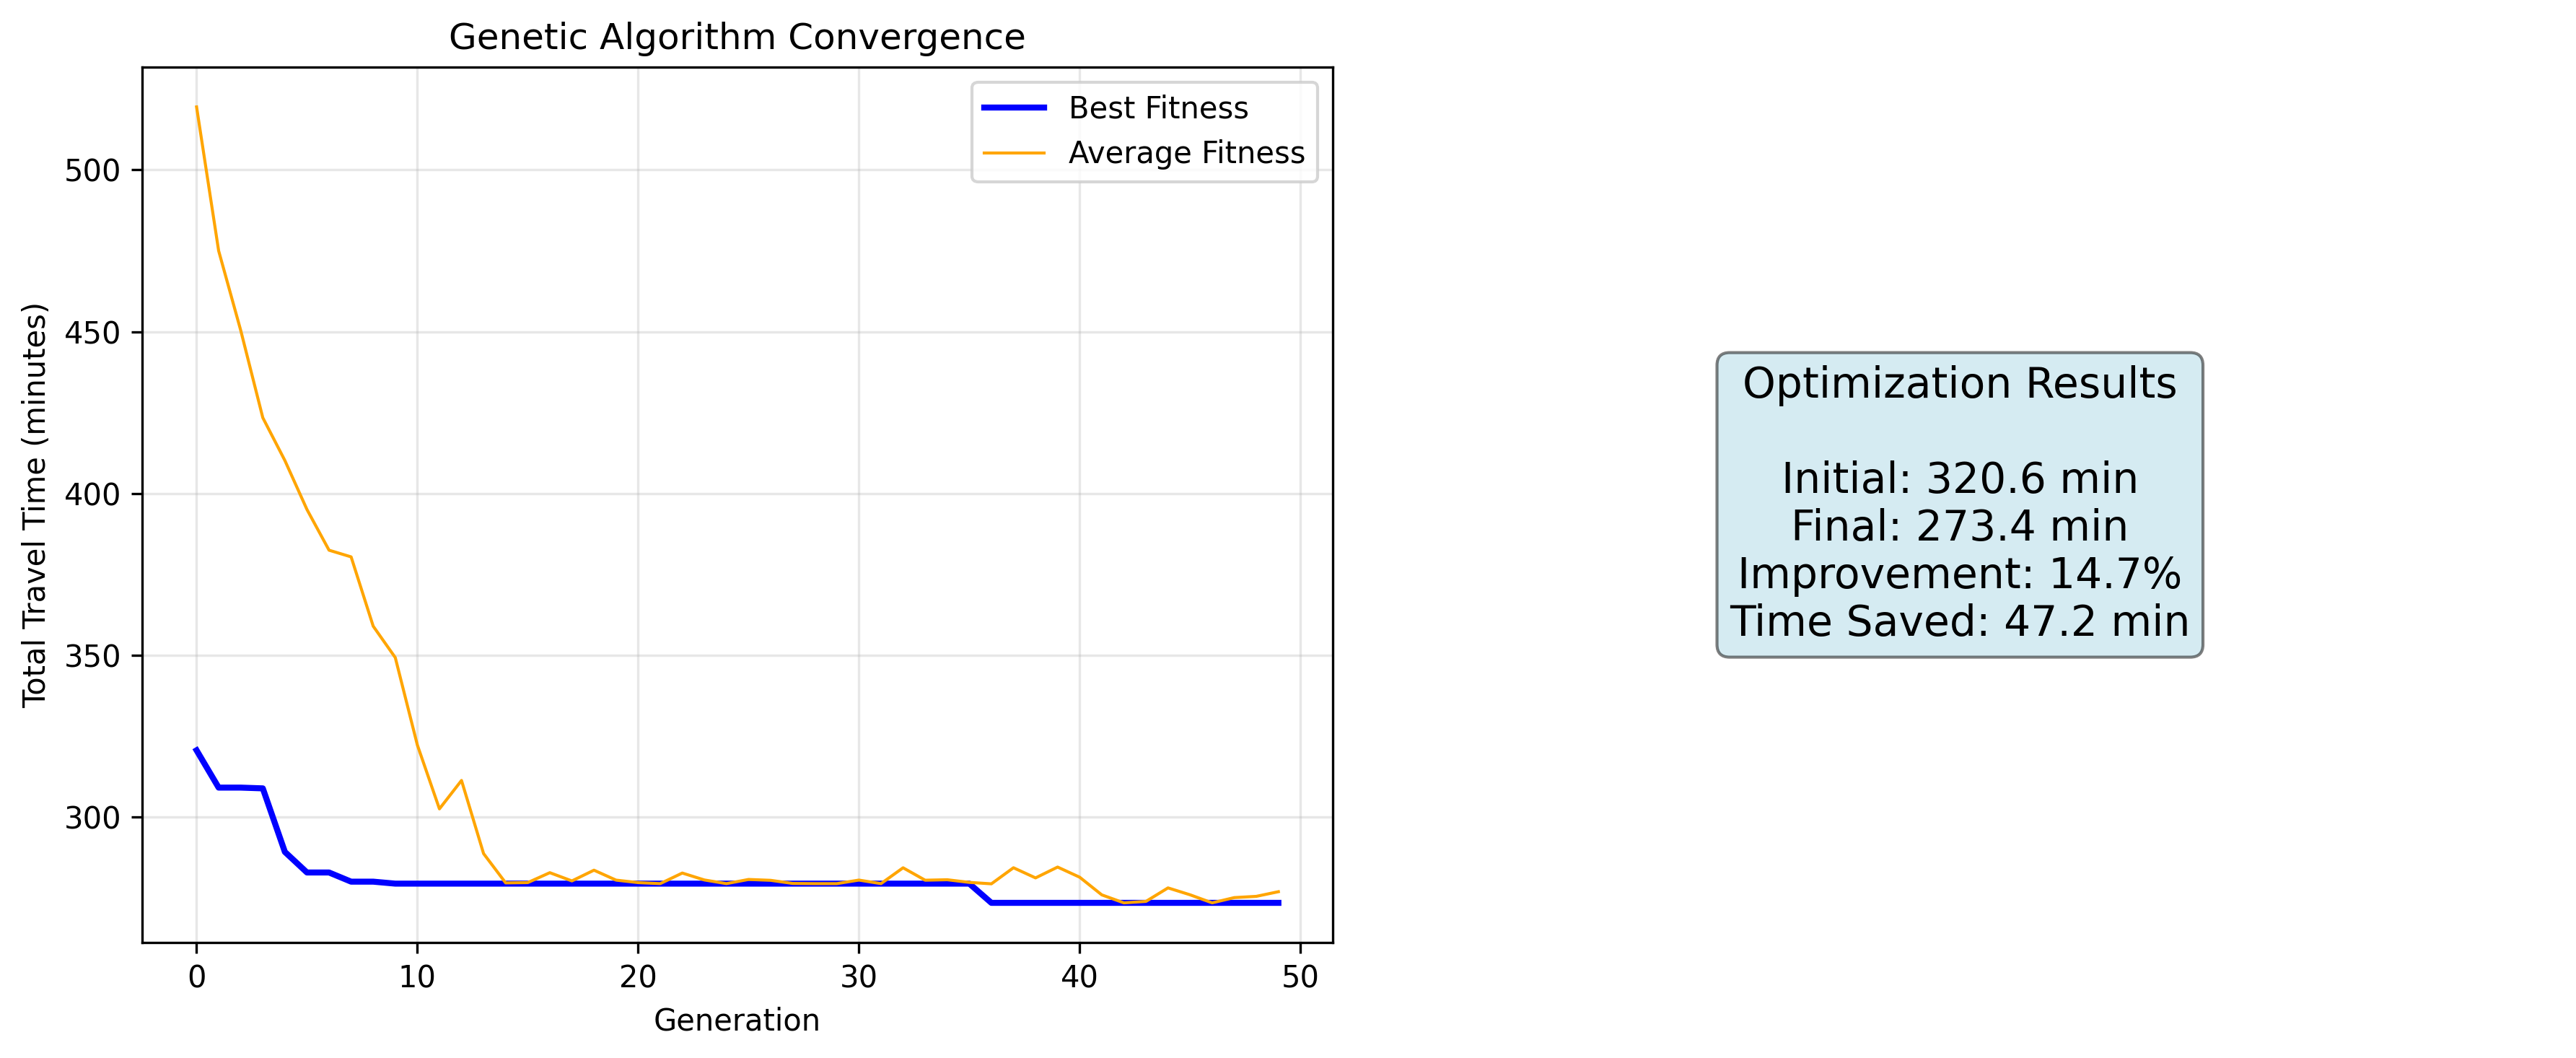 Genetic Algorithm Convergence
Best Fitness
Average Fitness
Total Travel Time (minutes)
500
450
400
350
300
0 10 20 30 40 50
Generation
Optimization Results
Initial: 320.6 min
Final: 273.4 min
Improvement: 14.7%
Time Saved: 47.2 min